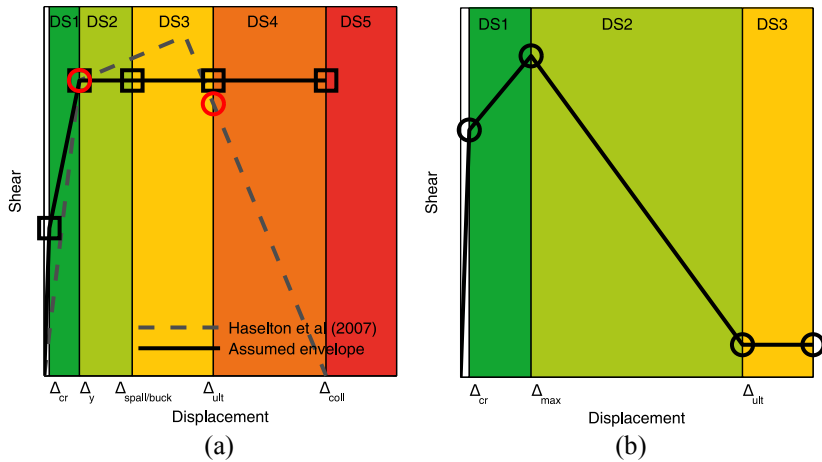 DS1 DS2 DS3 DS4 DS5
Shear
Haselton et al (2007)
Assumed envelope
Δcr Δy Δspall/buck Δult Δcoll
Displacement
(a)
DS1 DS2 DS3
Shear
Δcr Δmax Δult
Displacement
(b)